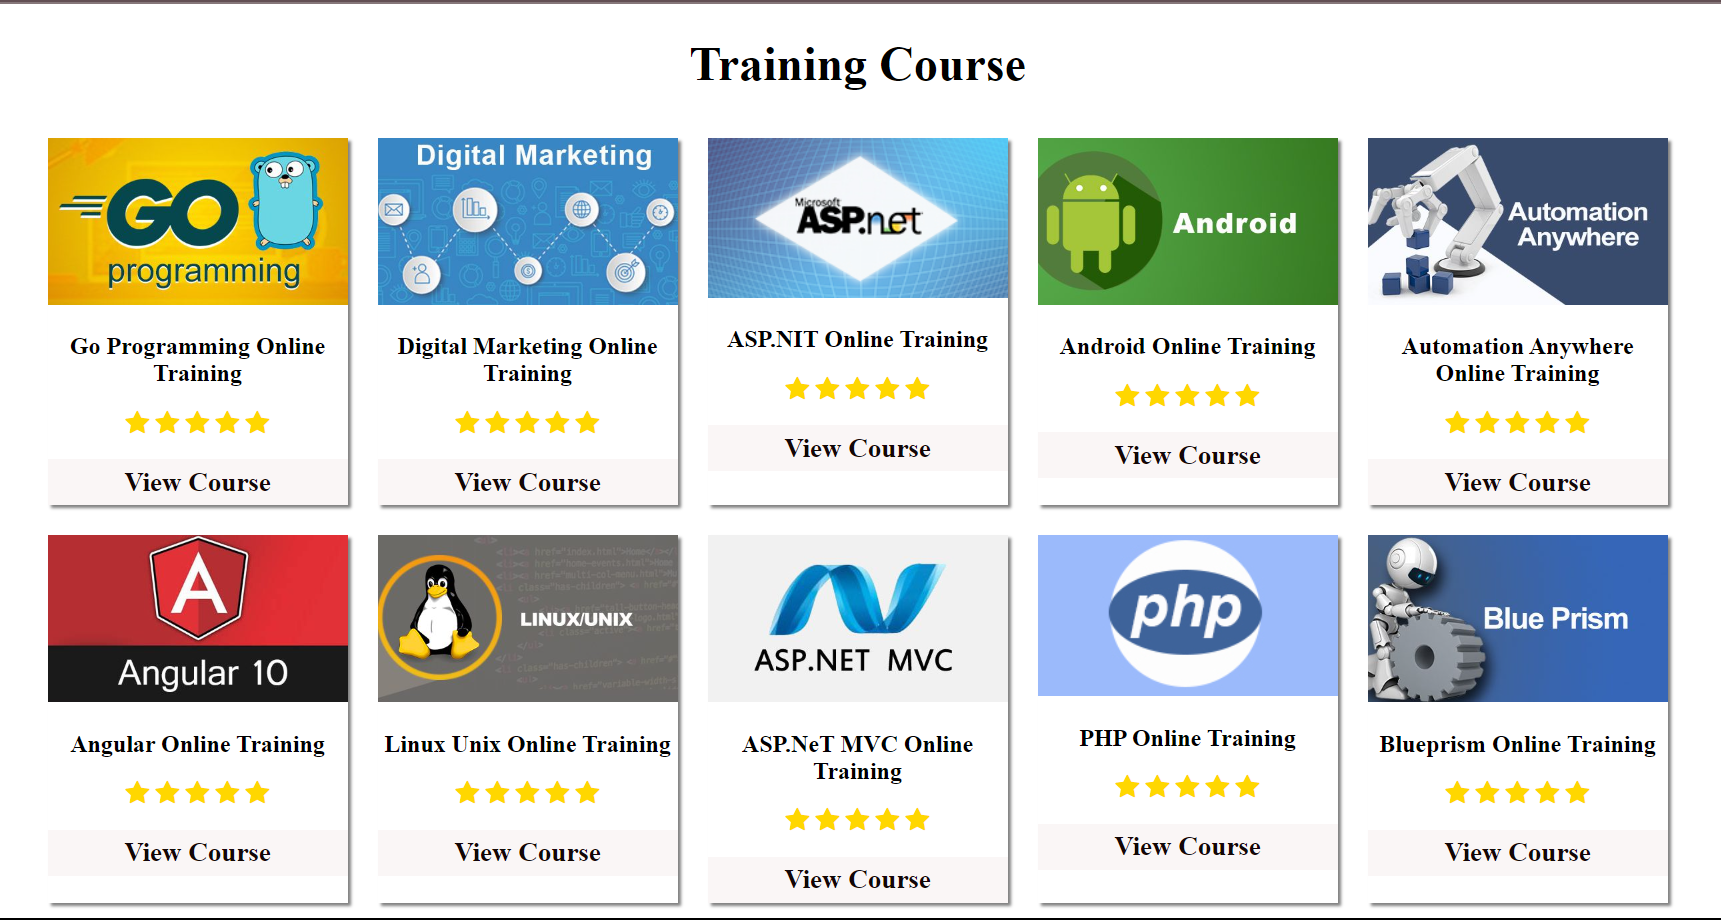 Training Course
GO
programming
Go Programming Online
Training
View Course
Digital Marketing
Digital Marketing Online
Training
View Course
Microsoft
ASP.net
ASP.NIT Online Training
View Course
Android
Android Online Training
View Course
Automation
Anywhere
Automation Anywhere
Online Training
View Course
A
Angular 10
Angular Online Training
View Course
LINUX/UNIX
Linux Unix Online Training
View Course
ASP.NET MVC
ASP.NeT MVC Online
Training
View Course
php
PHP Online Training
View Course
Blue Prism
Blueprism Online Training
View Course